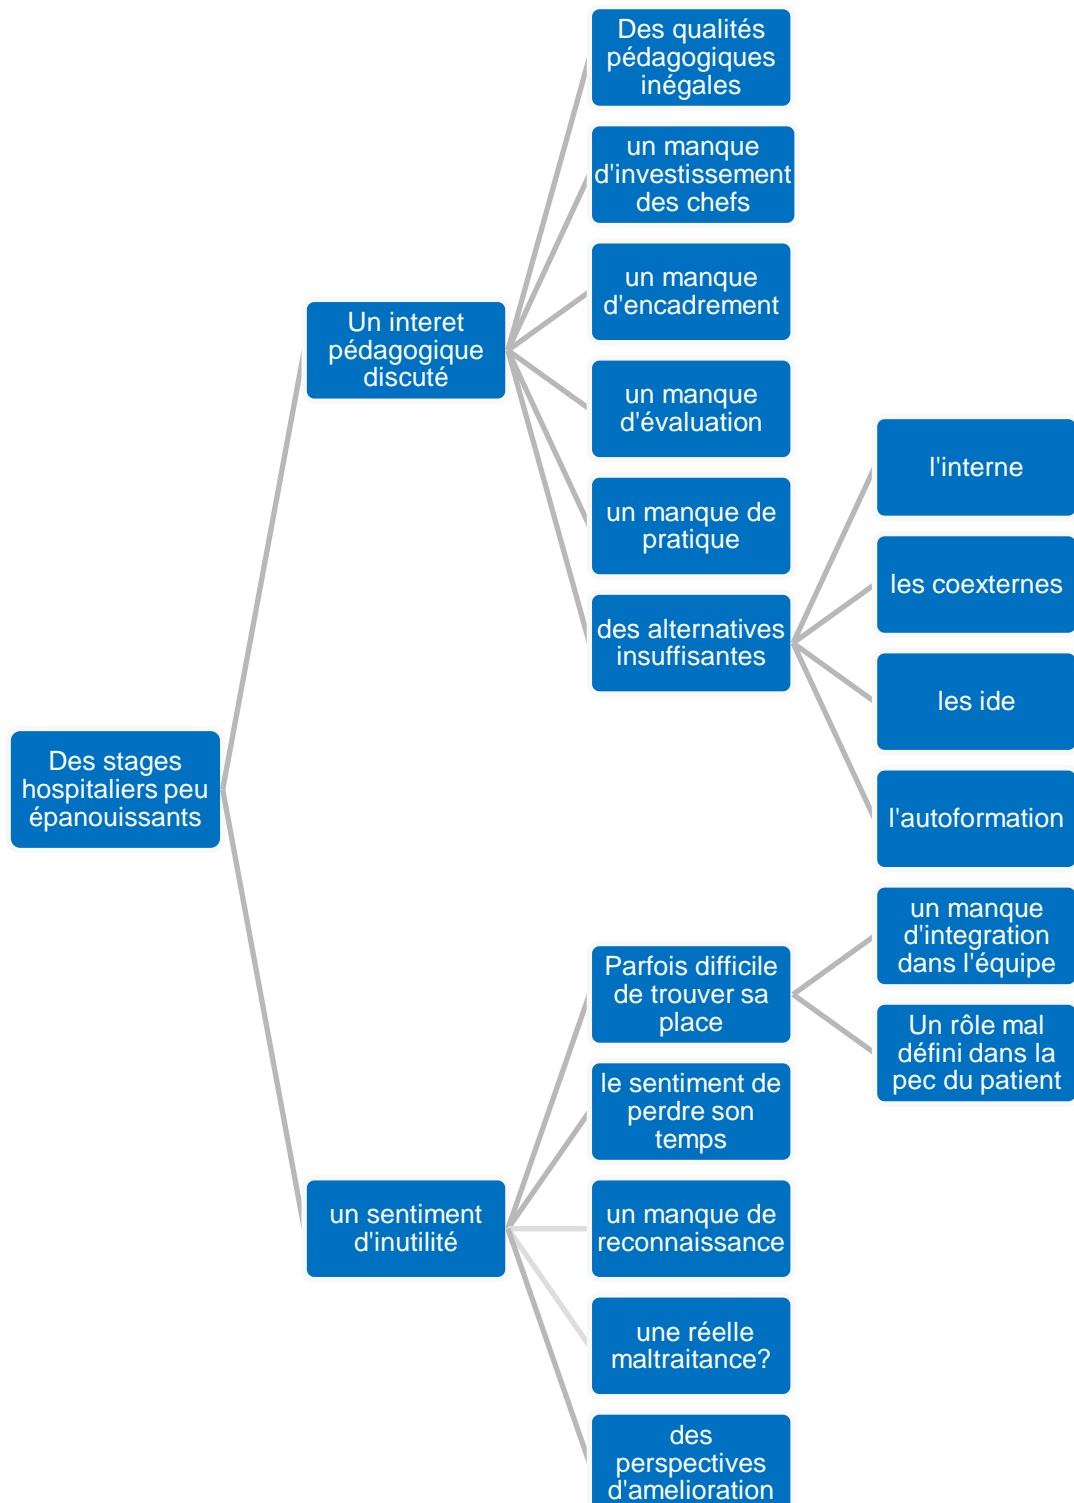 Des qualités
pédagogiques
inégales
un manque
d'investissement
des chefs
un manque
d'encadrement
Un interet
pédagogique
discuté
un manque
d'évaluation
un manque de
pratique
des alternatives
insuffisantes
l'interne
les coexternes
les ide
l'autoformation
Des stages
hospitaliers peu
épanouissants
un sentiment
d'inutilité
Parfois difficile
de trouver sa
place
un manque
d'integration
dans l'équipe
Un rôle mal
défini dans la
pec du patient
le sentiment de
perdre son
temps
un manque de
reconnaissance
une réelle
maltraitance?
des
perspectives
d'amelioration